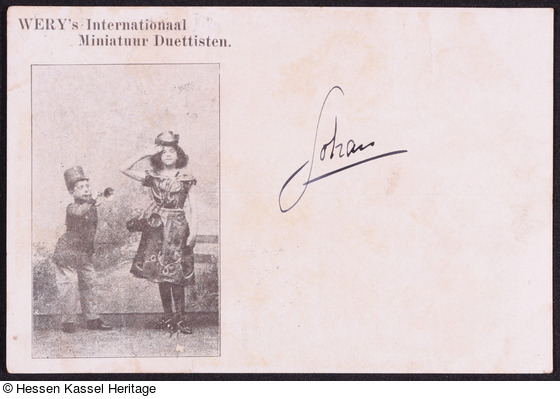 WERY's Internationaal
Miniatuur Duettisten.
Johan
© Hessen Kassel Heritage